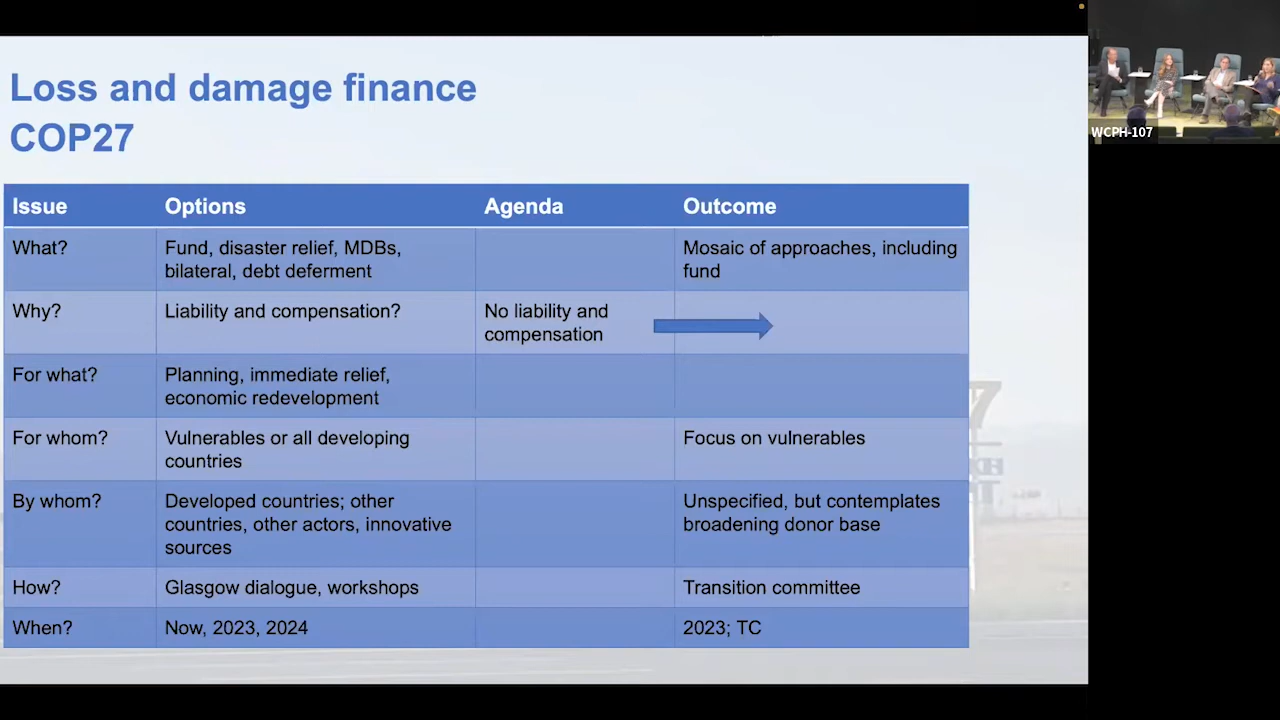 Loss and damage finance
COP27
Issue
Options
Agenda
Outcome
What?
Fund, disaster relief, MDBs,
bilateral, debt deferment
Mosaic of approaches, including
fund
Why?
Liability and compensation?
No liability and
compensation
For what?
Planning, immediate relief,
economic redevelopment
For whom?
Vulnerables or all developing
countries
Focus on vulnerables
By whom?
Developed countries; other
countries, other actors, innovative
sources
Unspecified, but contemplates
broadening donor base
How?
Glasgow dialogue, workshops
Transition committee
When?
Now, 2023, 2024
2023; TC
WCPH-107